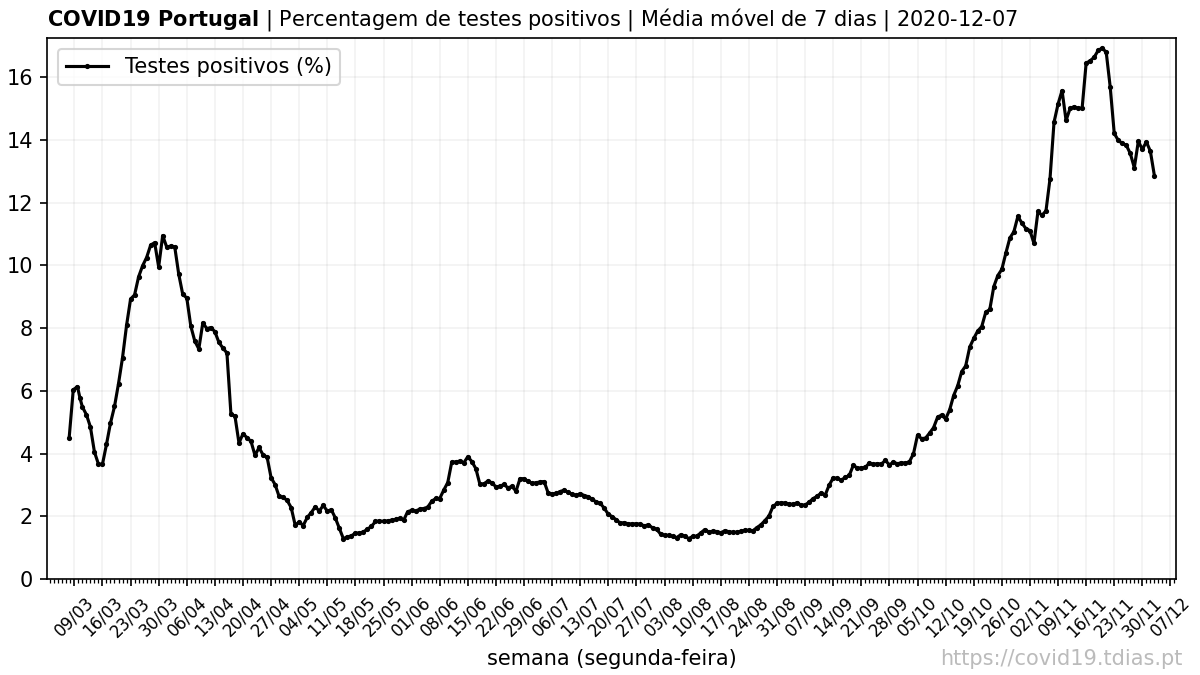 COVID19 Portugal | Percentagem de testes positivos | Média móvel de 7 dias | 2020-12-07
Testes positivos (%)
16
14
12
10
8
6
4
2
0
09/03 16/03 23/03 30/03 06/04 13/04 20/04 27/04 04/05 11/05 18/05 25/05 01/06 08/06 15/06 22/06 29/06 06/07 13/07 20/07 27/07 03/08 10/08 17/08 24/08 31/08 07/09 14/09 21/09 28/09 05/10 12/10 19/10 26/10 02/11 09/11 16/11 23/11 30/11 07/12
semana (segunda-feira)
https://covid19.tdias.pt